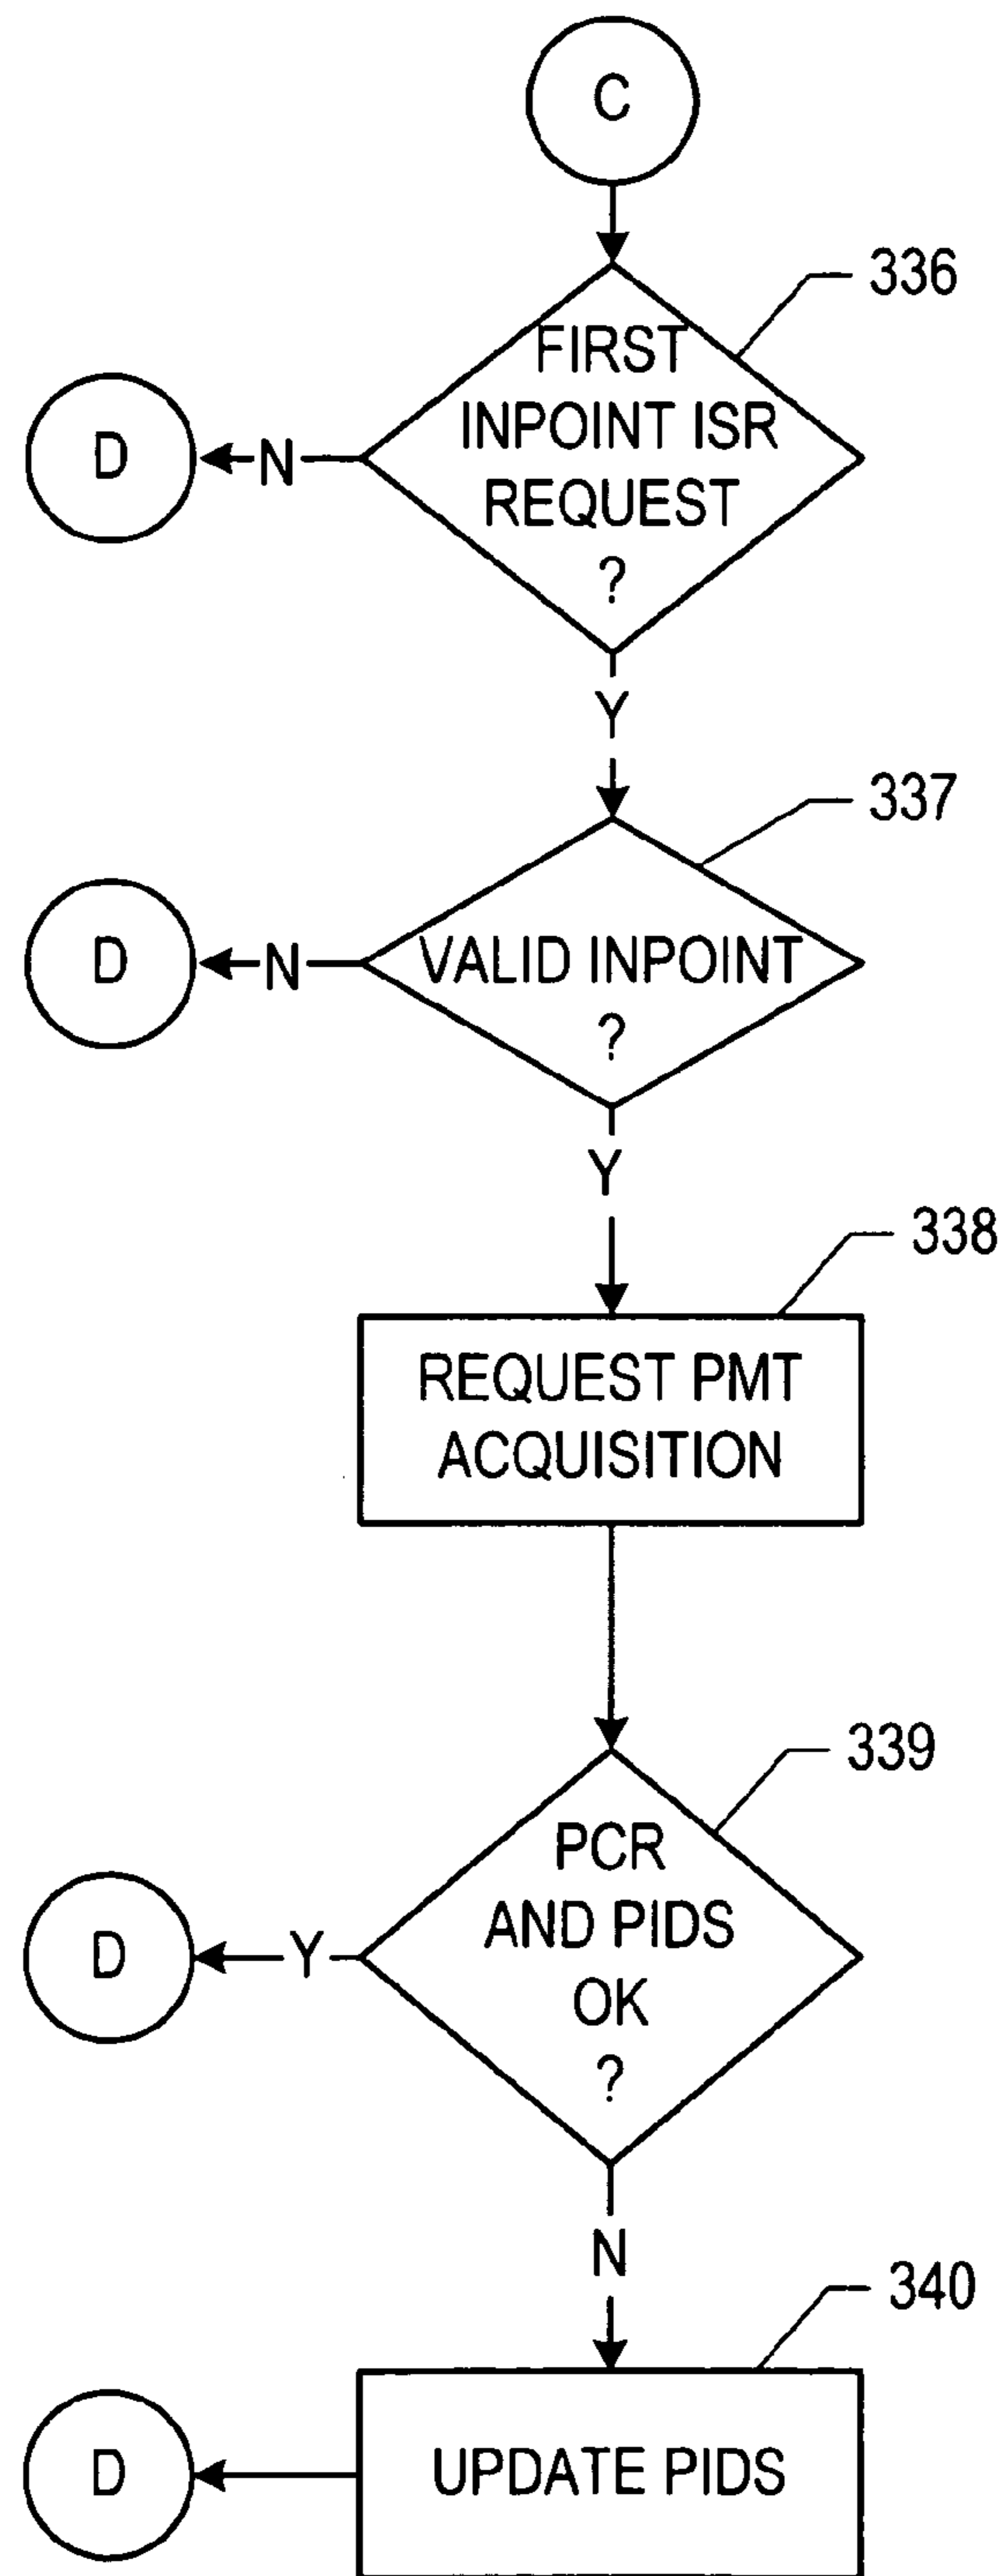 C
336
FIRST
INPOINT ISR
REQUEST
?
D
N
Y
337
VALID INPOINT
?
D
N
Y
338
REQUEST PMT
ACQUISITION
339
PCR
AND PIDS
OK
?
D
Y
N
340
UPDATE PIDS
D